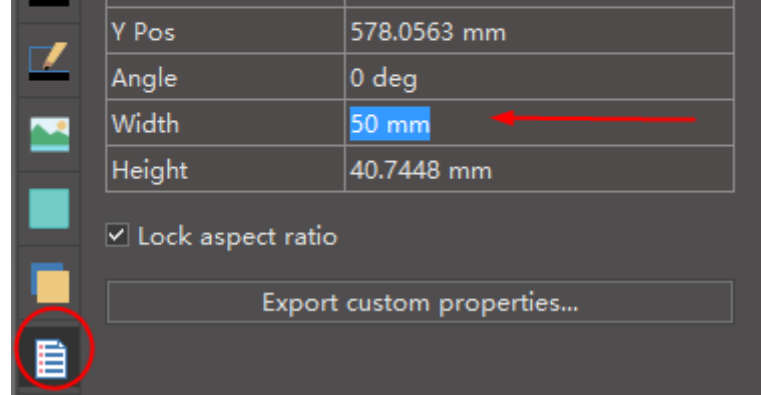 Y Pos 578.0563 mm
Angle 0 deg
Width 50 mm
Height 40.7448 mm
Lock aspect ratio
Export custom properties...